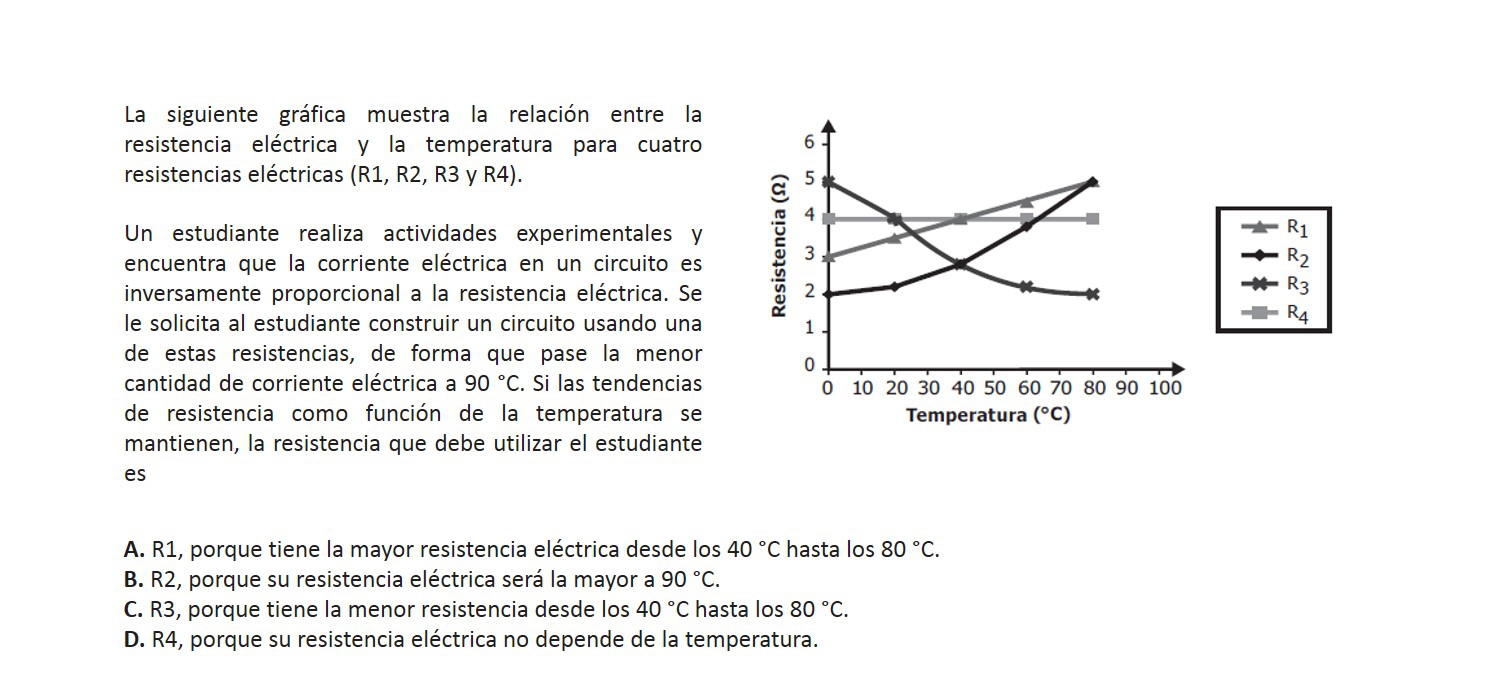 La siguiente gráfica muestra la relación entre la
resistencia eléctrica y la temperatura para cuatro
resistencias eléctricas (R1, R2, R3 y R4).
Un estudiante realiza actividades experimentales y
encuentra que la corriente eléctrica en un circuito es
inversamente proporcional a la resistencia eléctrica. Se
le solicita al estudiante construir un circuito usando una
de estas resistencias, de forma que pase la menor
cantidad de corriente eléctrica a 90 °C. Si las tendencias
de resistencia como función de la temperatura se
mantienen, la resistencia que debe utilizar el estudiante
es
Resistencia (Ω)
6
5
4
3
2
1
0
0 10 20 30 40 50 60 70 80 90 100
Temperatura (°C)
R1
R2
R3
R4
A. R1, porque tiene la mayor resistencia eléctrica desde los 40 °C hasta los 80 °C.
B. R2, porque su resistencia eléctrica será la mayor a 90 °C.
C. R3, porque tiene la menor resistencia desde los 40 °C hasta los 80 °C.
D. R4, porque su resistencia eléctrica no depende de la temperatura.